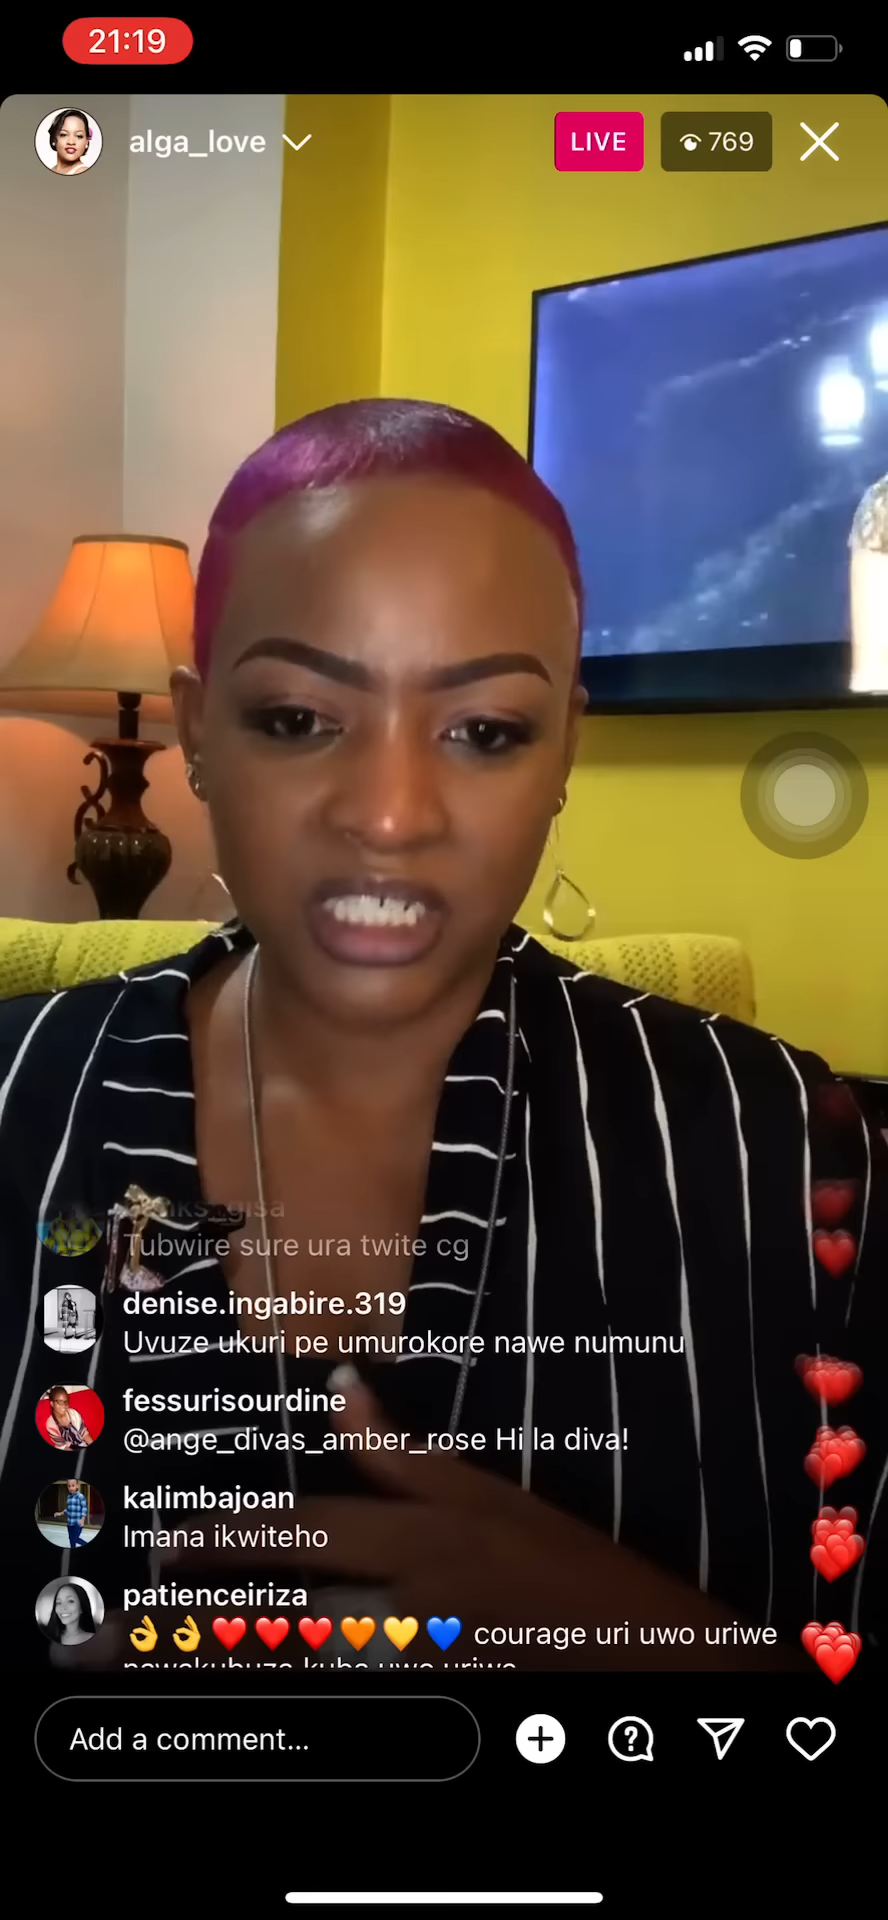 21:19
alga_love
LIVE
769
Tubwire sure ura twite cg
denise.ingabire.319
Uvuze ukuri pe umurokore nawe numunu
fessurisourdine
@ange_divas_amber_rose Hi la diva!
kalimbajoan
Imana ikwiteho
patienceiriza
👌👌❤️❤️❤️🧡💛💙 courage uri uwo uriwe
Add a comment...